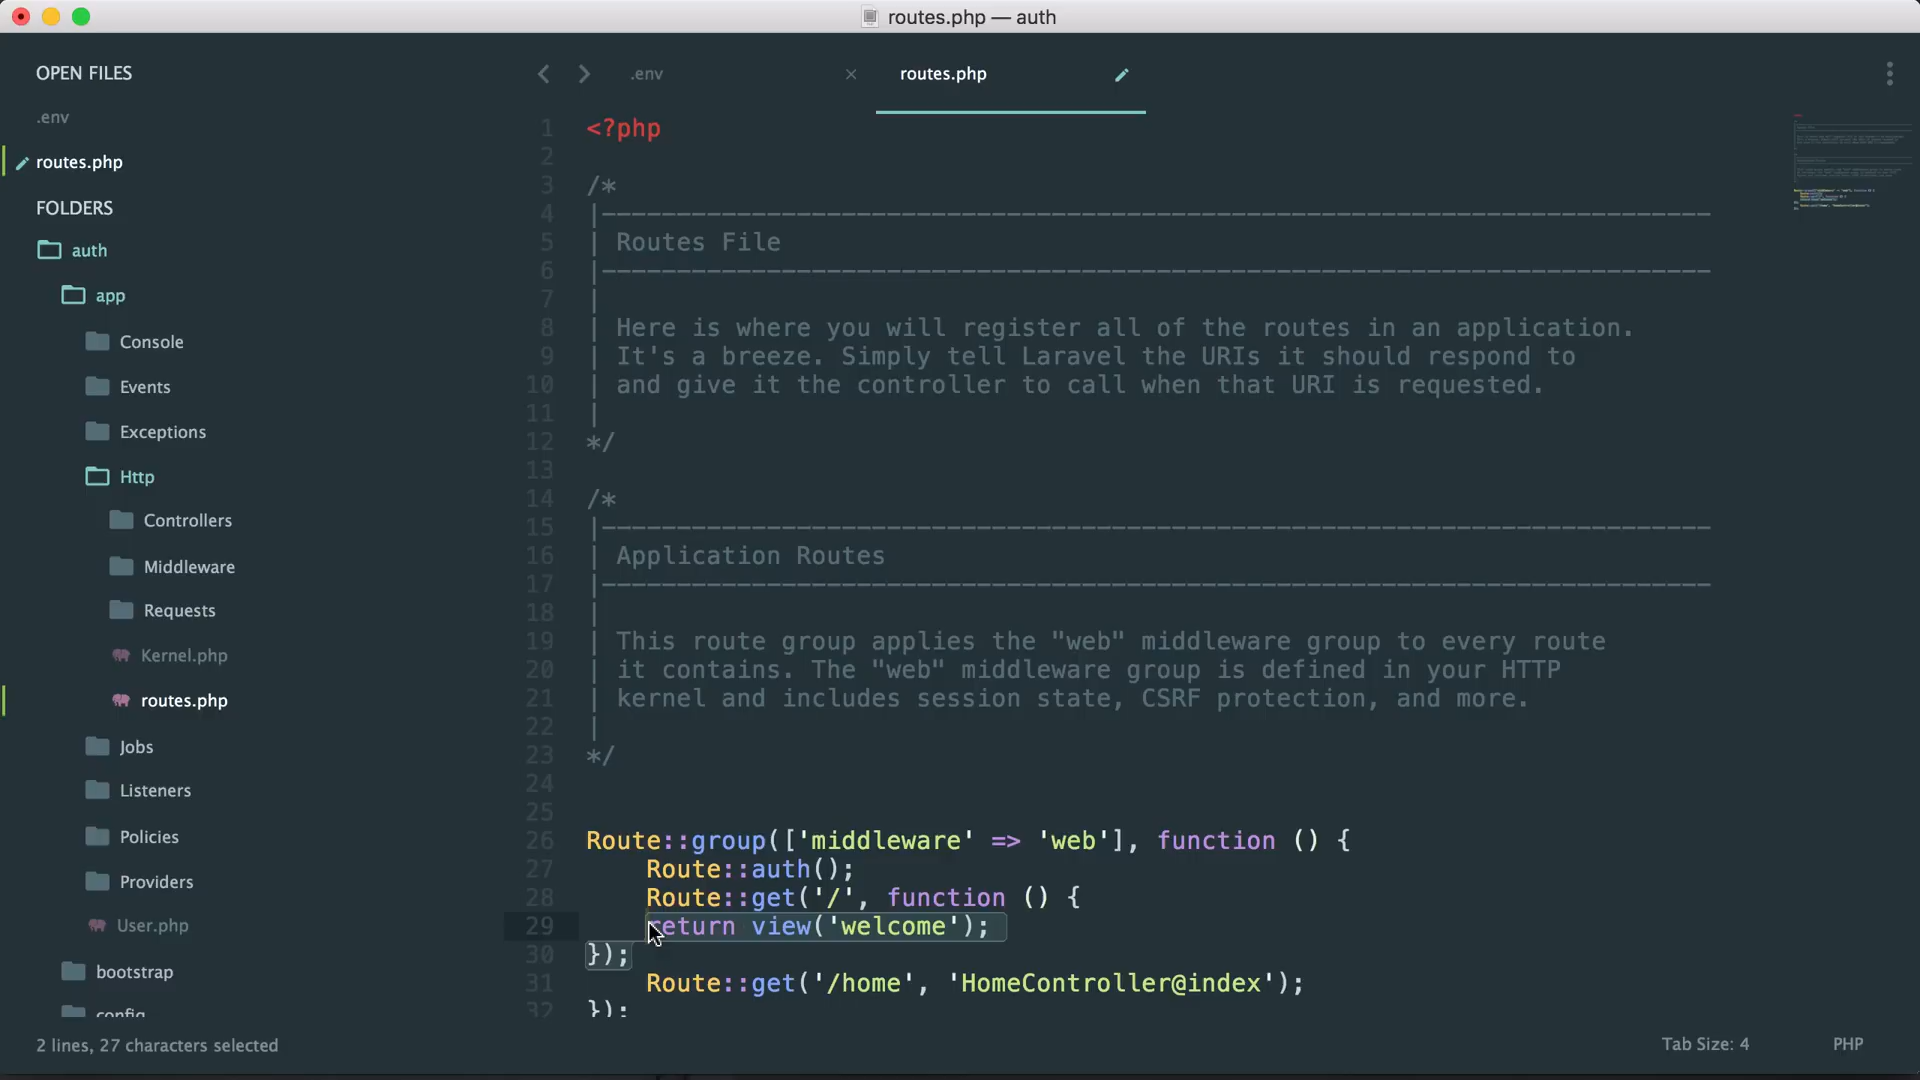 routes.php — auth
OPEN FILES
.env
routes.php
FOLDERS
auth
app
Console
Events
Exceptions
Http
Controllers
Middleware
Requests
Kernel.php
routes.php
Jobs
Listeners
Policies
Providers
User.php
bootstrap
config
.env
routes.php
1 <?php
2
3 /*
4 |--------------------------------------------------------------------------
5 | Routes File
6 |--------------------------------------------------------------------------
7 |
8 | Here is where you will register all of the routes in an application.
9 | It's a breeze. Simply tell Laravel the URIs it should respond to
10 | and give it the controller to call when that URI is requested.
11 |
12 */
13
14 /*
15 |--------------------------------------------------------------------------
16 | Application Routes
17 |--------------------------------------------------------------------------
18 |
19 | This route group applies the "web" middleware group to every route
20 | it contains. The "web" middleware group is defined in your HTTP
21 | kernel and includes session state, CSRF protection, and more.
22 |
23 */
24
25
26 Route::group(['middleware' => 'web'], function () {
27 Route::auth();
28 Route::get('/', function () {
29 return view('welcome');
30 });
31 Route::get('/home', 'HomeController@index');
32 });
2 lines, 27 characters selected
Tab Size: 4
PHP